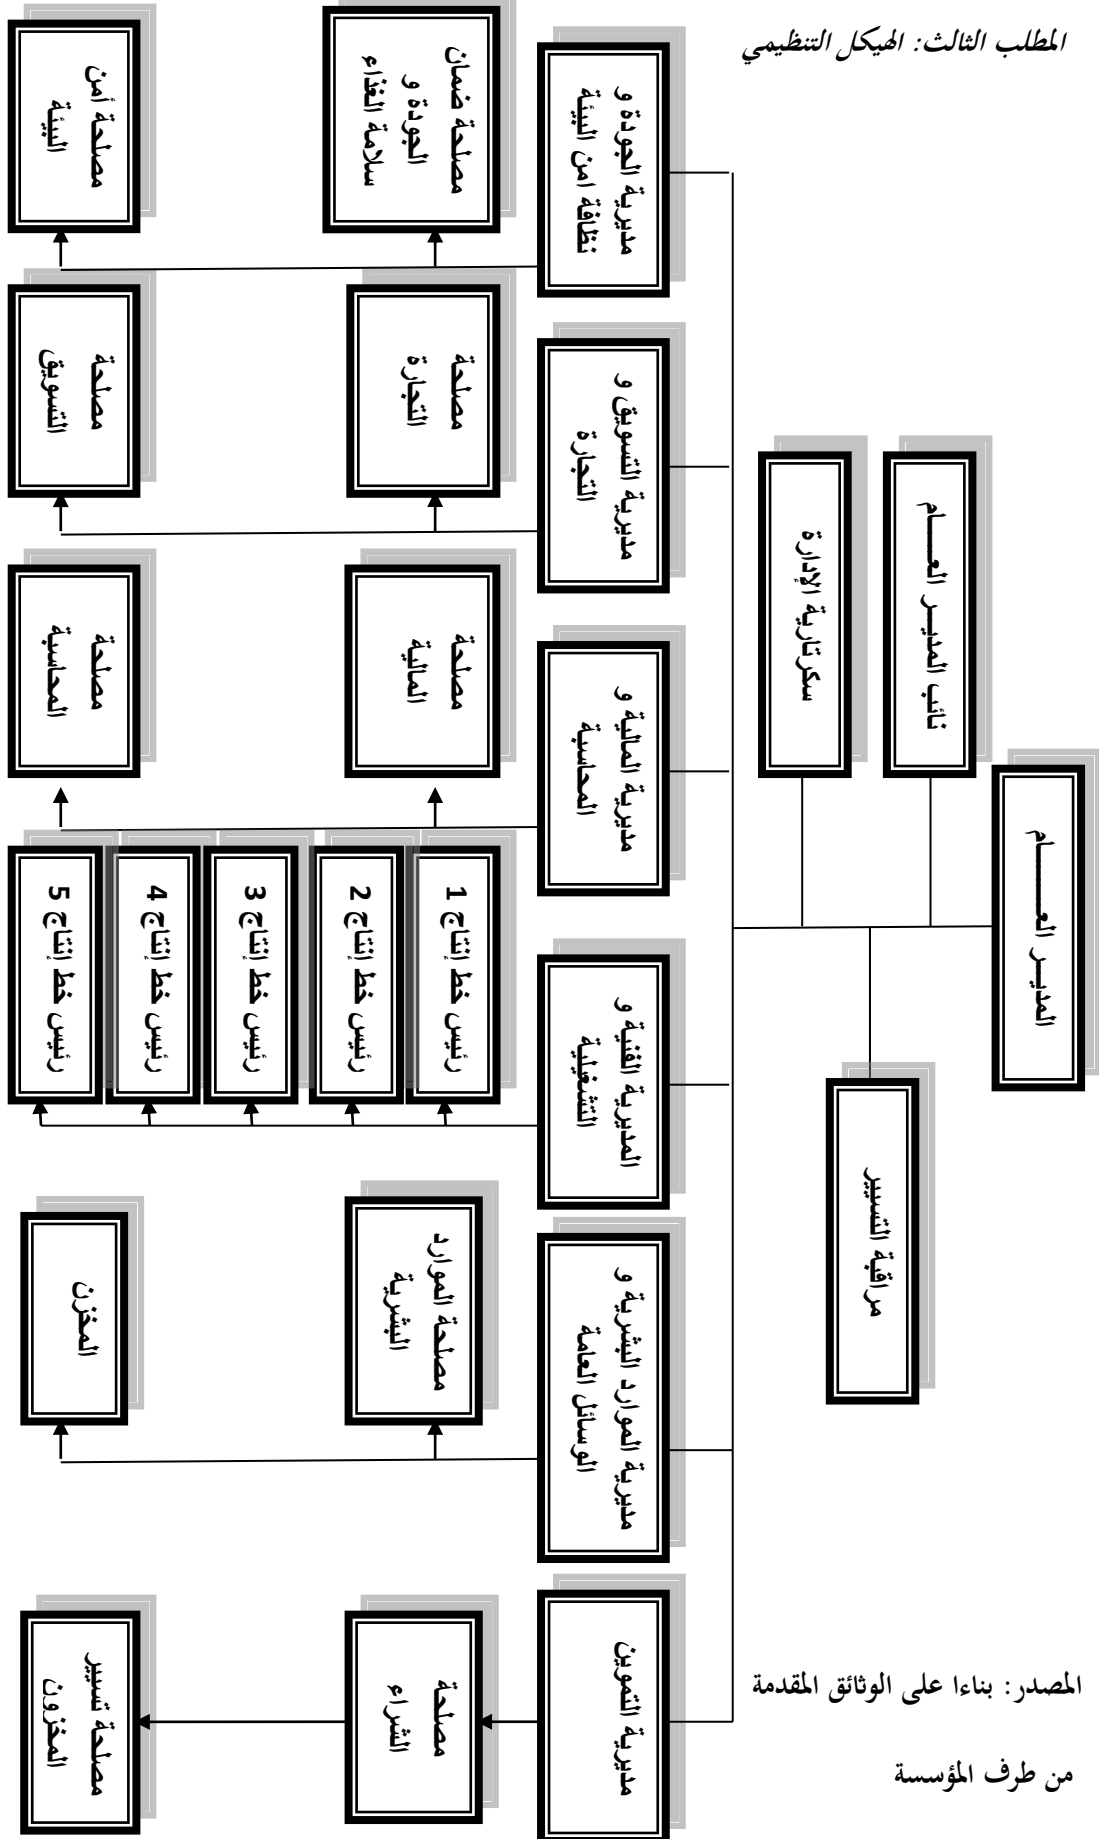 المطلب الثالث: الهيكل التنظيمي
المديـــر العـــــــام
نائب المديـــر العـــــام
سكرتارية الإدارة
مراقبة التسيير
مديرية الجودة و
نظافة امن البيئة
مديرية التسويق و
التجارة
مديرية المالية و
المحاسبة
المديرية الفنية و
التشغيلية
مديرية الموارد البشرية و
الوسائل العامة
مديرية التموين
مصلحة ضمان
الجودة و
سلامة الغذاء
مصلحة
التجارة
مصلحة
المالية
رئيس خط إنتاج 1
رئيس خط إنتاج 2
رئيس خط إنتاج 3
رئيس خط إنتاج 4
رئيس خط إنتاج 5
مصلحة الموارد
البشرية
مصلحة
الشراء
مصلحة أمن
البيئة
مصلحة
التسويق
مصلحة
المحاسبة
المخزن
مصلحة تسيير
المخزون
المصدر: بناءا على الوثائق المقدمة
من طرف المؤسسة